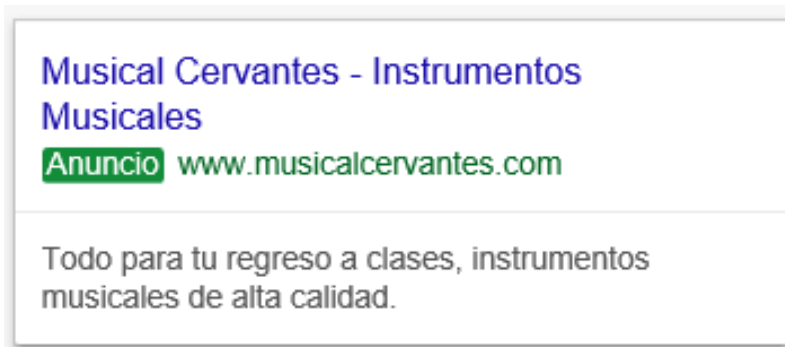 Musical Cervantes - Instrumentos
Musicales
Anuncio www.musicalcervantes.com
Todo para tu regreso a clases, instrumentos
musicales de alta calidad.